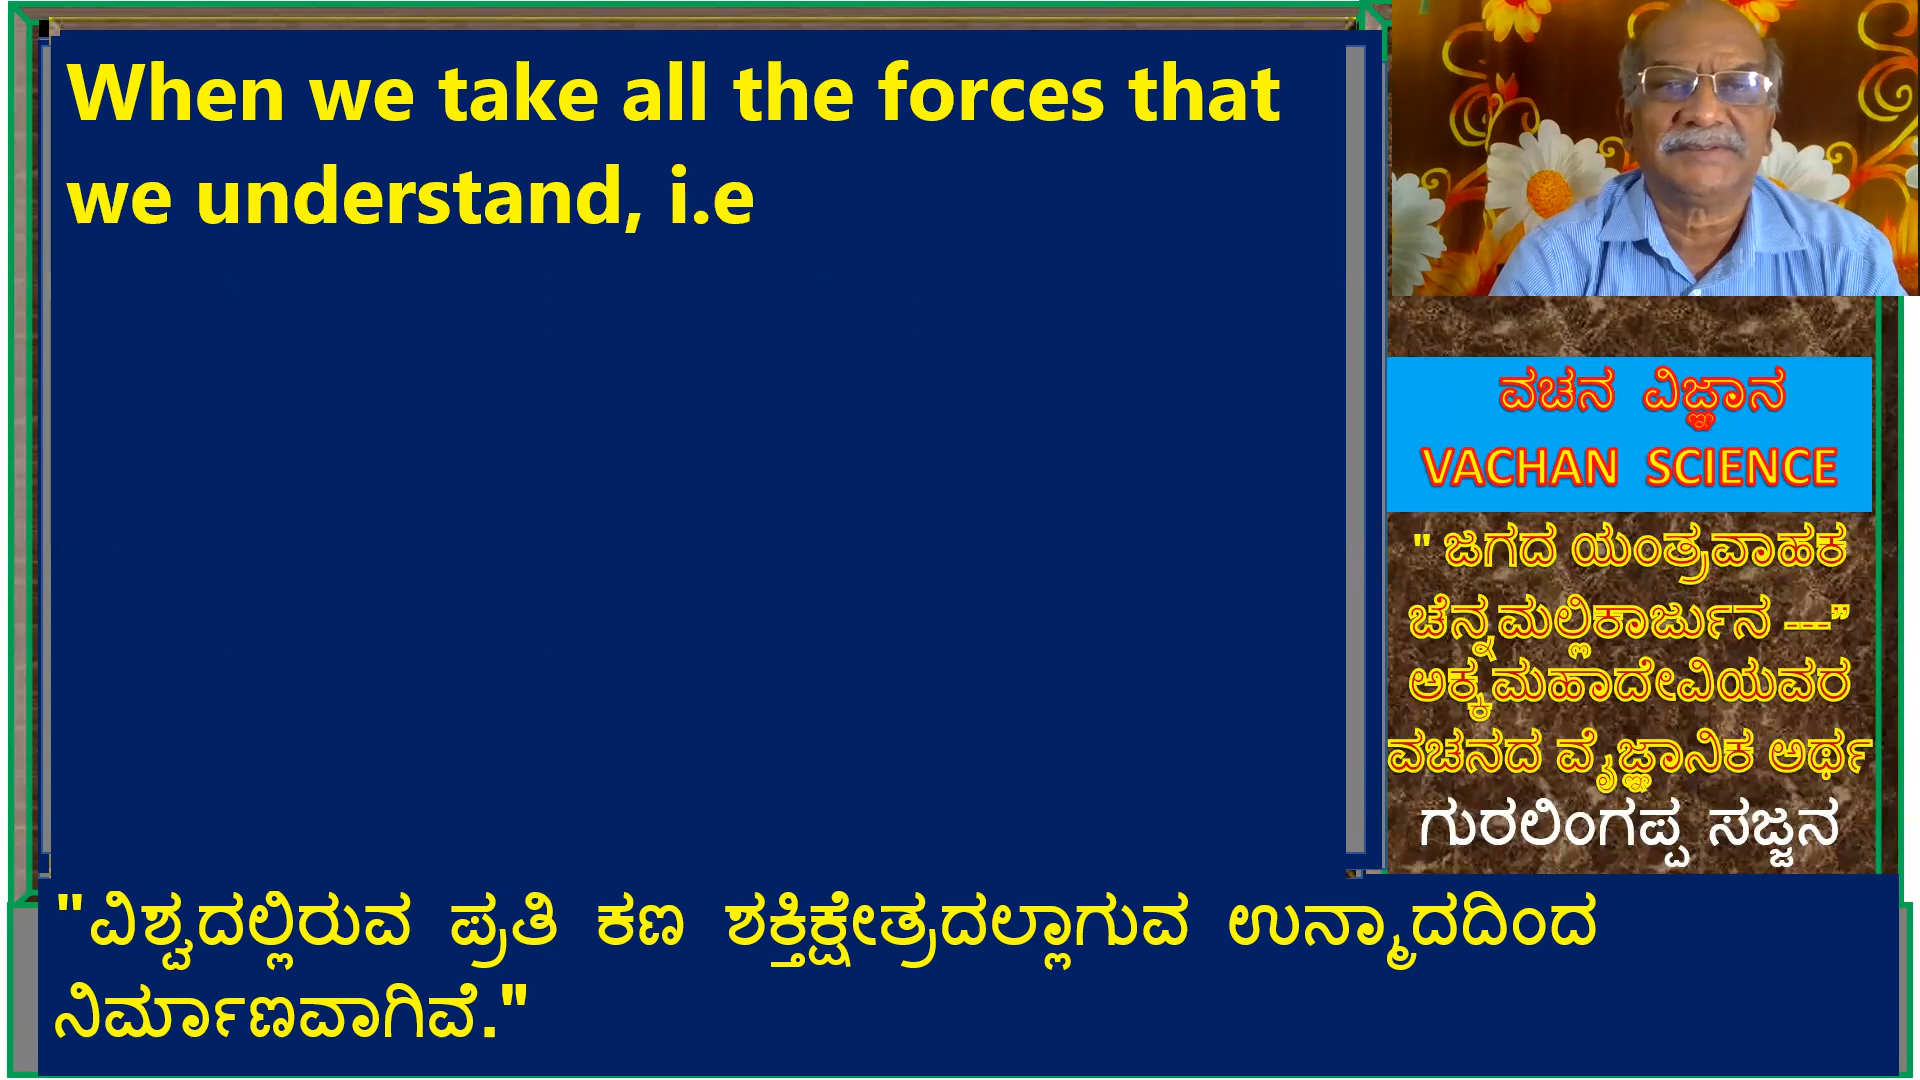 When we take all the forces that
we understand, i.e
ವಚನ ವಿಜ್ಞಾನ
VACHAN SCIENCE
" ಜಗದ ಯಂತ್ರವಾಹಕ
ಚೆನ್ನಮಲ್ಲಿಕಾರ್ಜುನ ---”
ಅಕ್ಕಮಹಾದೇವಿಯವರ
ವಚನದ ವೈಜ್ಞಾನಿಕ ಅರ್ಥ
ಗುರಲಿಂಗಪ್ಪ ಸಜ್ಜನ
"ವಿಶ್ವದಲ್ಲಿರುವ ಪ್ರತಿ ಕಣ ಶಕ್ತಿಕ್ಷೇತ್ರದಲ್ಲಾಗುವ ಉನ್ಮಾದದಿಂದ
ನಿರ್ಮಾಣವಾಗಿವೆ."